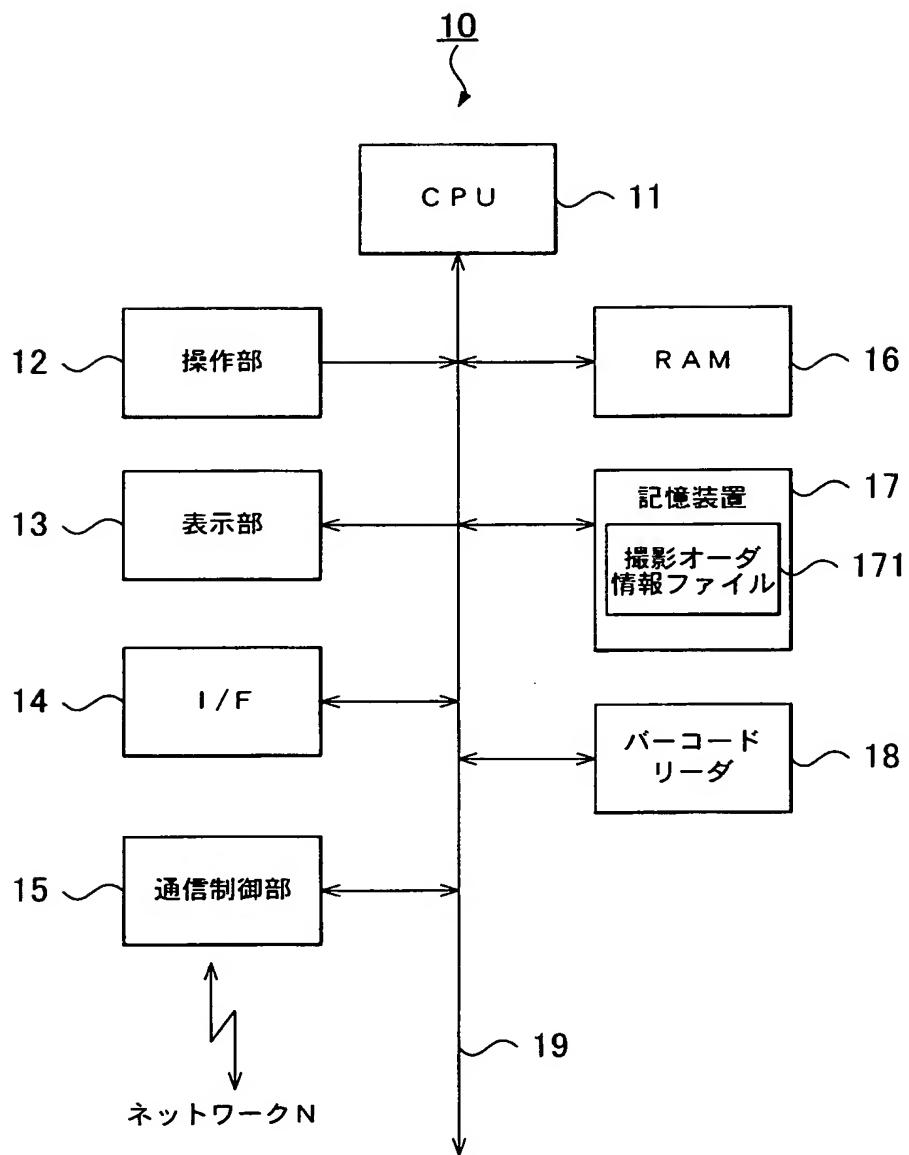 10
CPU
11
12
操作部
RAM
16
13
表示部
記憶装置
17
撮影オーダ
情報ファイル
171
14
I/F
バーコード
リーダ
18
15
通信制御部
19
ネットワークN